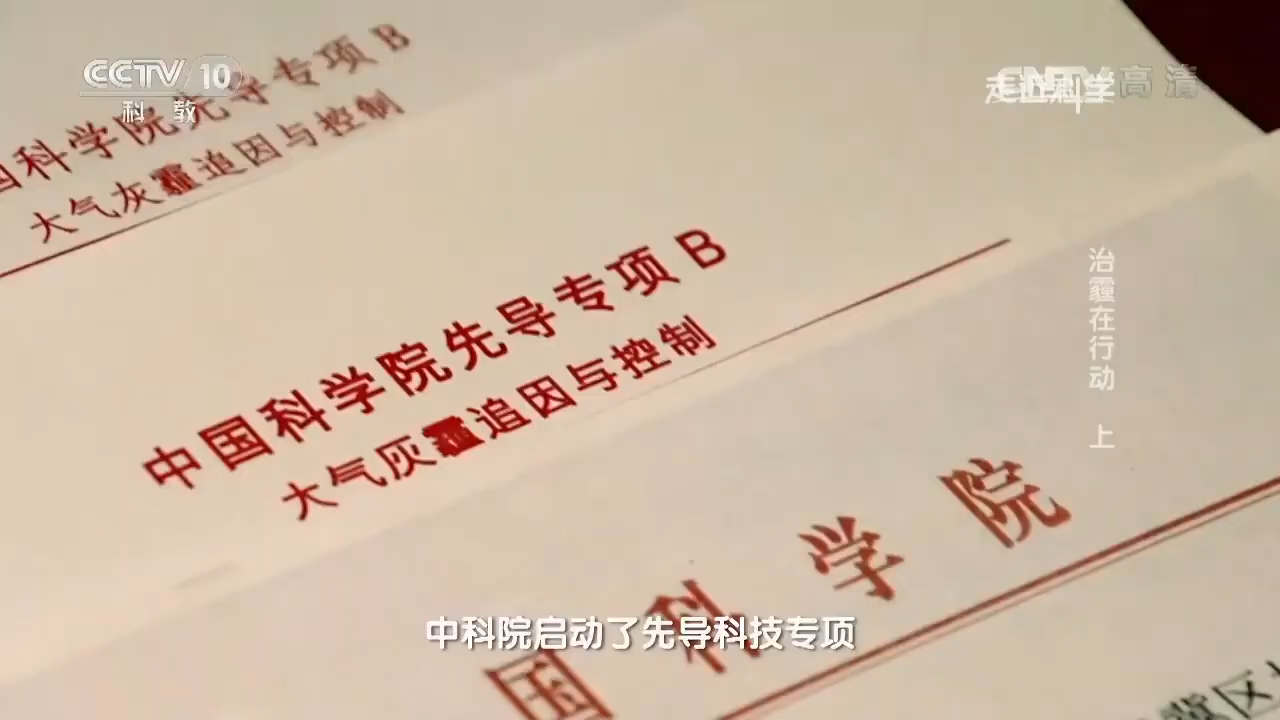 CCTV 10
科教
走近科学
高清
国科学院先导专项 B
大气灰霾追因与控制
中国科学院先导专项 B
大气灰霾追因与控制
治霾在行动 上
国科学院
中科院启动了先导科技专项